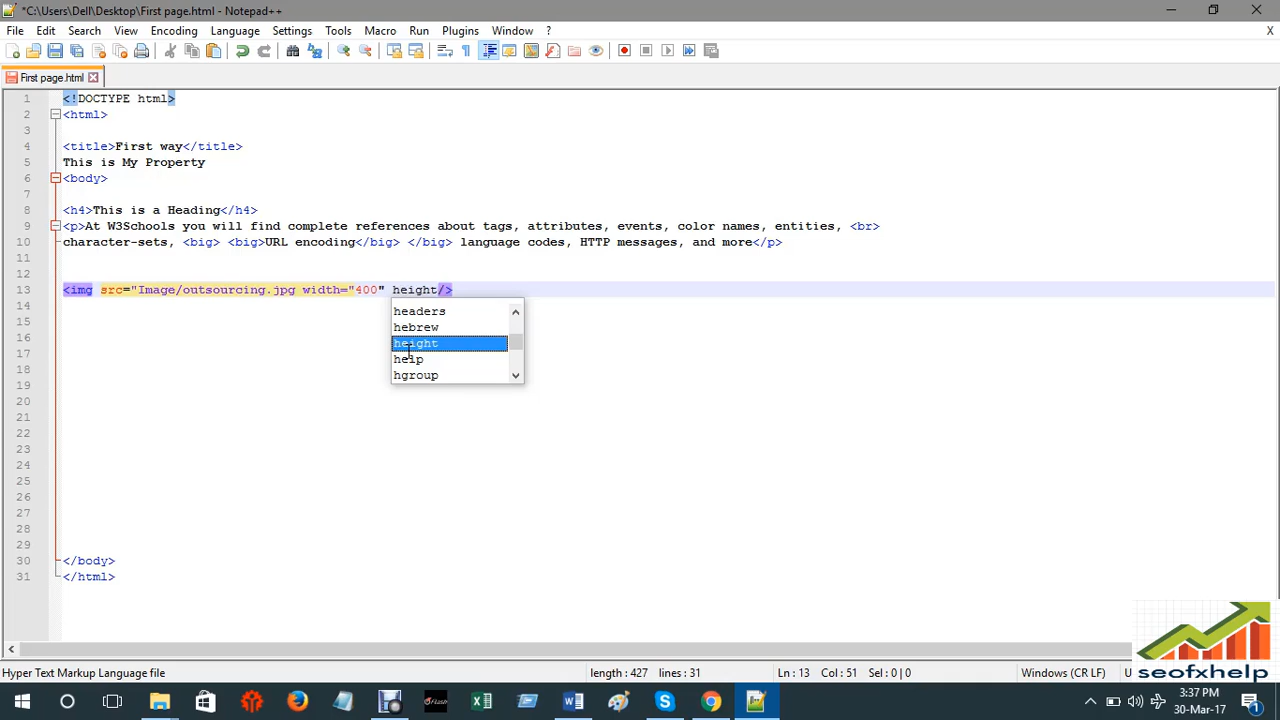 *C:\Users\Dell\Desktop\First page.html - Notepad++
File Edit Search View Encoding Language Settings Tools Macro Run Plugins Window ? X
First page.html
1 <!DOCTYPE html>
2 <html>
3
4 <title>First way</title>
5 This is My Property
6 <body>
7
8 <h4>This is a Heading</h4>
9 <p>At W3Schools you will find complete references about tags, attributes, events, color names, entities, <br>
10 character-sets, <big> <big>URL encoding</big> </big> language codes, HTTP messages, and more</p>
11
12
13 <img src="Image/outsourcing.jpg width="400" height/>
14 headers
15 hebrew
16
17 height
18 help
19 hgroup
20
21
22
23
24
25
26
27
28
29
30 </body>
31 </html>
seofxhelp
Hyper Text Markup Language file length : 427 lines : 31 Ln : 13 Col : 51 Sel : 0 | 0 Windows (CR LF) U
Flash
3:37 PM
30-Mar-17